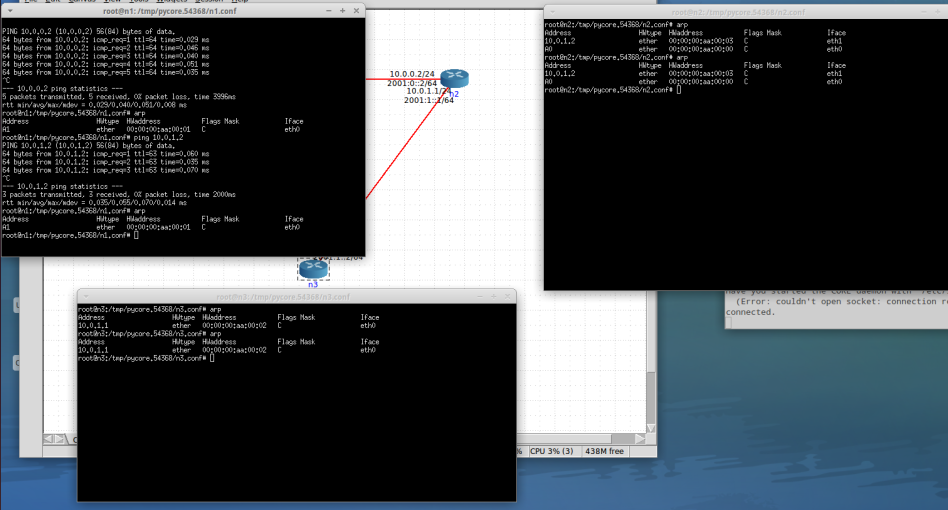 root@n1: /tmp/pycore.54368/n1.conf
PING 10.0.0.2 (10.0.0.2) 56(84) bytes of data.
64 bytes from 10.0.0.2: icmp_req=1 ttl=64 time=0.029 ms
64 bytes from 10.0.0.2: icmp_req=2 ttl=64 time=0.046 ms
64 bytes from 10.0.0.2: icmp_req=3 ttl=64 time=0.040 ms
64 bytes from 10.0.0.2: icmp_req=4 ttl=64 time=0.051 ms
64 bytes from 10.0.0.2: icmp_req=5 ttl=64 time=0.035 ms
^C
--- 10.0.0.2 ping statistics ---
5 packets transmitted, 5 received, 0% packet loss, time 3996ms
rtt min/avg/max/mdev = 0.029/0.040/0.051/0.008 ms
root@n1:/tmp/pycore.54368/n1.conf# arp
Address HWtype HWaddress Flags Mask Iface
A1 ether 00:00:00:aa:00:01 C eth0
root@n1:/tmp/pycore.54368/n1.conf# ping 10.0.1.2
PING 10.0.1.2 (10.0.1.2) 56(84) bytes of data.
64 bytes from 10.0.1.2: icmp_req=1 ttl=63 time=0.060 ms
64 bytes from 10.0.1.2: icmp_req=2 ttl=63 time=0.035 ms
64 bytes from 10.0.1.2: icmp_req=3 ttl=63 time=0.070 ms
^C
--- 10.0.1.2 ping statistics ---
3 packets transmitted, 3 received, 0% packet loss, time 2000ms
rtt min/avg/max/mdev = 0.035/0.055/0.070/0.014 ms
root@n1:/tmp/pycore.54368/n1.conf# arp
Address HWtype HWaddress Flags Mask Iface
A1 ether 00:00:00:aa:00:01 C eth0
root@n1:/tmp/pycore.54368/n1.conf#
10.0.0.2/24
2001:0::2/64
10.0.1.1/24
n2
2001:1::1/64
root@n2: /tmp/pycore.54368/n2.conf
root@n2:/tmp/pycore.54368/n2.conf# arp
Address HWtype HWaddress Flags Mask Iface
10.0.1.2 ether 00:00:00:aa:00:03 C eth1
A0 ether 00:00:00:aa:00:00 C eth0
root@n2:/tmp/pycore.54368/n2.conf# arp
Address HWtype HWaddress Flags Mask Iface
10.0.1.2 ether 00:00:00:aa:00:03 C eth1
A0 ether 00:00:00:aa:00:00 C eth0
root@n2:/tmp/pycore.54368/n2.conf#
n3
root@n3: /tmp/pycore.54368/n3.conf
root@n3:/tmp/pycore.54368/n3.conf# arp
Address HWtype HWaddress Flags Mask Iface
10.0.1.1 ether 00:00:00:aa:00:02 C eth0
root@n3:/tmp/pycore.54368/n3.conf# arp
Address HWtype HWaddress Flags Mask Iface
10.0.1.1 ether 00:00:00:aa:00:02 C eth0
root@n3:/tmp/pycore.54368/n3.conf#
(Error: couldn't open socket: connection
connected.
% CPU 3% (3) 438M free